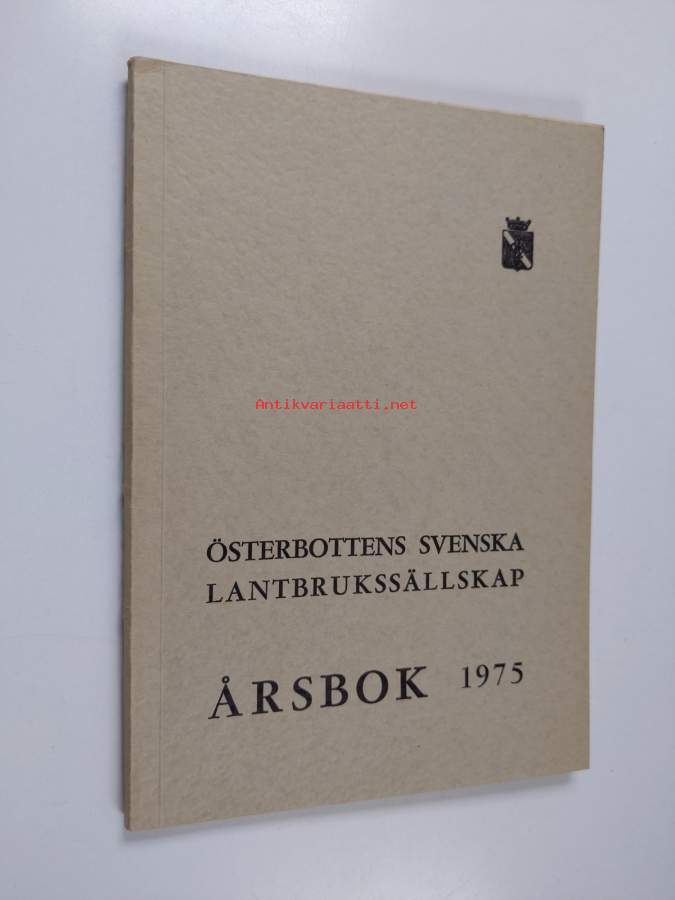 Antikvariaatti.net
ÖSTERBOTTENS SVENSKA
LANTBRUKSSÄLLSKAP
ÅRSBOK 1975